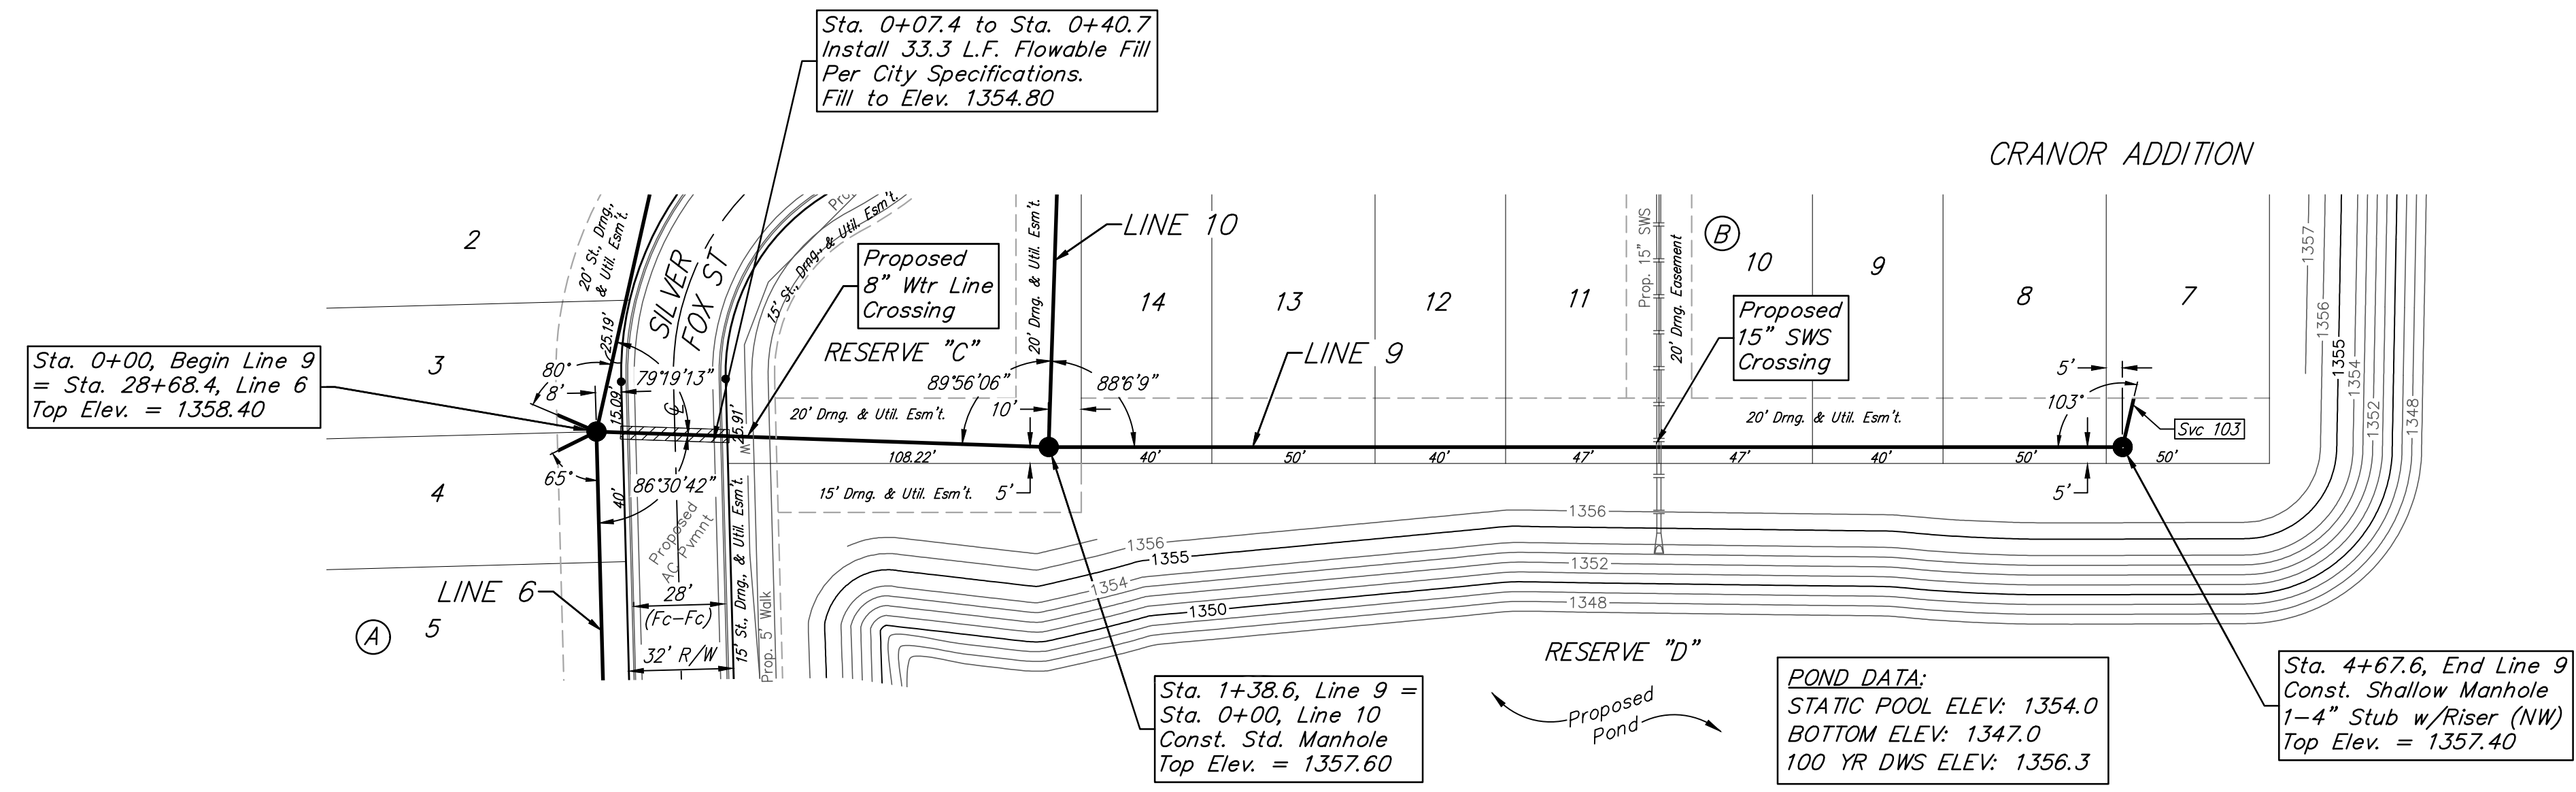 Sta. 0+07.4 to Sta. 0+40.7
Install 33.3 L.F. Flowable Fill
Per City Specifications.
Fill to Elev. 1354.80
CRANOR ADDITION
2
20' St., Drng.,
& Util. Esm't.
SILVER
FOX ST
15' St., Drng., & Util. Esm't.
Proposed
8" Wtr Line
Crossing
20' Drng. & Util. Esm't.
LINE 10
14
13
12
11
Prop. 15" SWS
20' Drng. Easement
B
10
9
8
7
1357
1356
1355
1354
1352
1348
Proposed
15" SWS
Crossing
Sta. 0+00, Begin Line 9
= Sta. 28+68.4, Line 6
Top Elev. = 1358.40
3
25.19'
80°
8'
15.09'
79°19'13"
RESERVE "C"
89°56'06"
88°6'9"
LINE 9
10'
20' Drng. & Util. Esm't.
25.91'
W
20' Drng. & Util. Esm't.
5'
103°
Svc 103
108.22'
40'
50'
40'
47'
47'
40'
50'
50'
4
65°
40'
86°30'42"
15' Drng. & Util. Esm't.
5'
5'
Proposed
AC Pvmnt
15' St., Drng., & Util. Esm't.
Prop. 5' Walk
1356
1356
1355
1354
1352
1350
1348
LINE 6
A
5
28'
(Fc-Fc)
32' R/W
Sta. 1+38.6, Line 9 =
Sta. 0+00, Line 10
Const. Std. Manhole
Top Elev. = 1357.60
RESERVE "D"
Proposed
Pond
POND DATA:
STATIC POOL ELEV: 1354.0
BOTTOM ELEV: 1347.0
100 YR DWS ELEV: 1356.3
Sta. 4+67.6, End Line 9
Const. Shallow Manhole
1-4" Stub w/Riser (NW)
Top Elev. = 1357.40